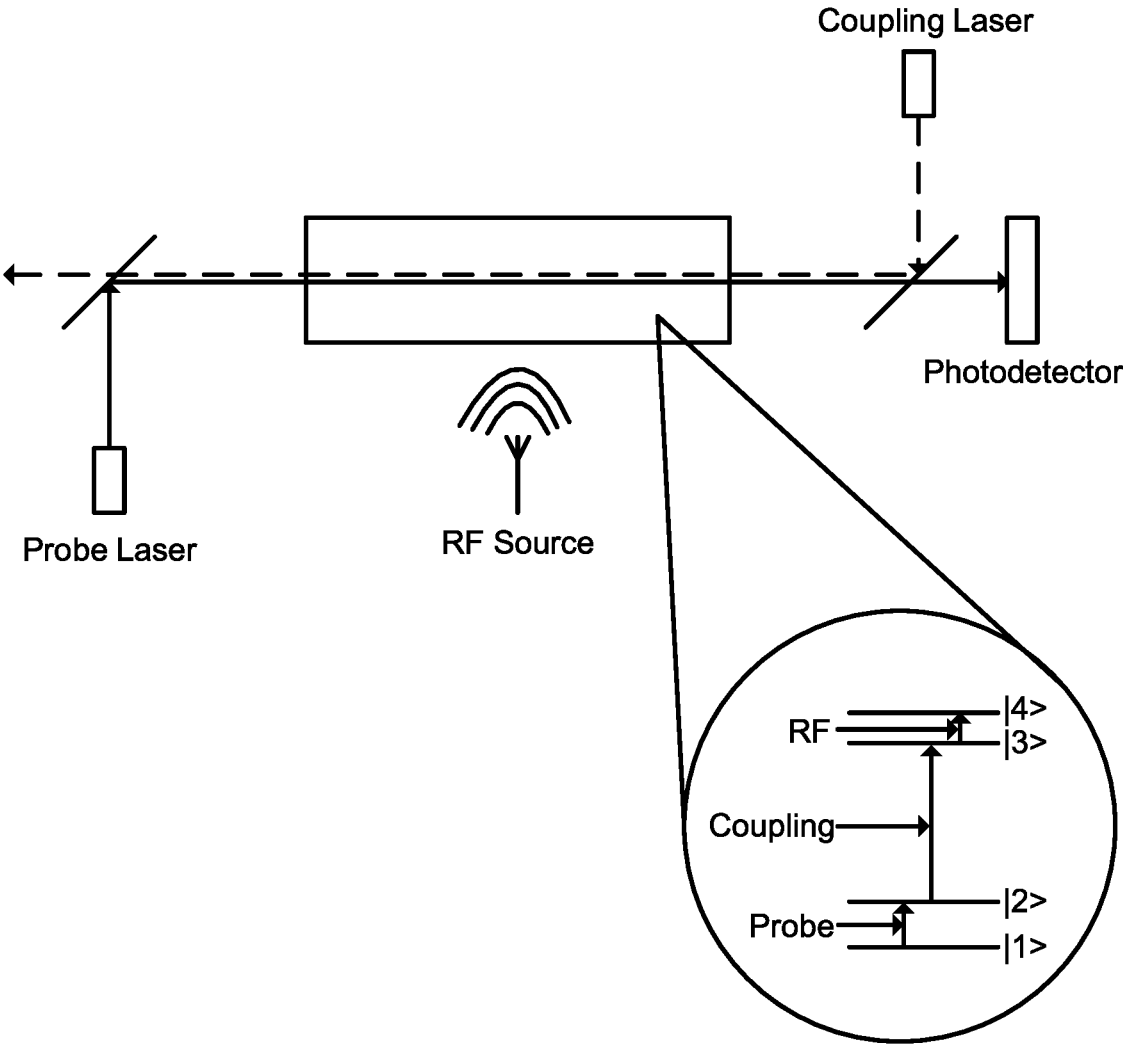 Coupling Laser
Photodetector
Probe Laser
RF Source
|4>
RF
|3>
Coupling
|2>
Probe
|1>